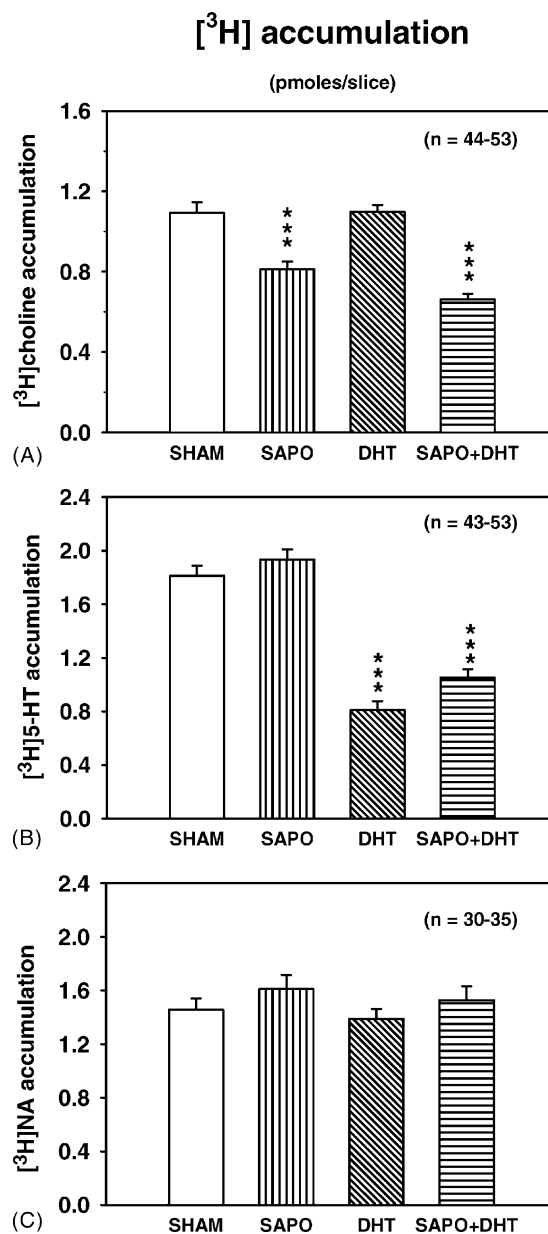 [³H] accumulation
(pmoles/slice)
[³H]choline accumulation
1.6
1.2
0.8
0.4
0.0
(n = 44-53)
***
***
SHAM SAPO DHT SAPO+DHT
(A)
[³H]5-HT accumulation
2.4
2.0
1.6
1.2
0.8
0.4
0.0
(n = 43-53)
***
***
SHAM SAPO DHT SAPO+DHT
(B)
[³H]NA accumulation
2.4
2.0
1.6
1.2
0.8
0.4
0.0
(n = 30-35)
SHAM SAPO DHT SAPO+DHT
(C)